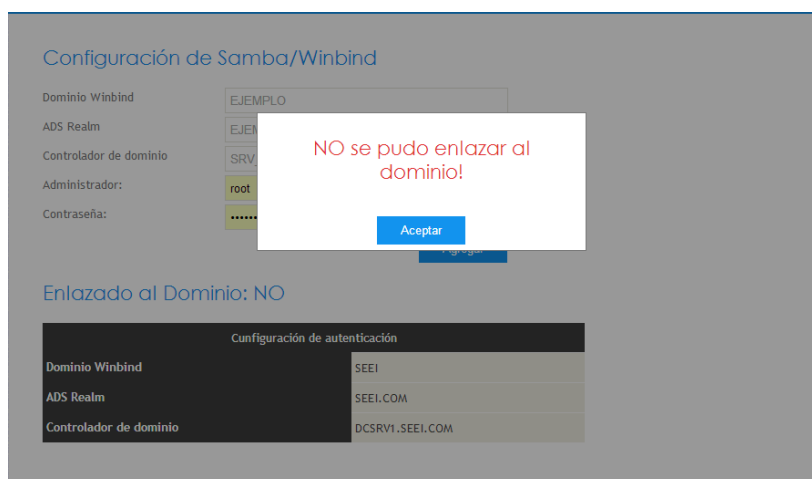 Configuración de Samba/Winbind
Dominio Winbind
EJEMPLO
ADS Realm
Controlador de dominio
Administrador:
root
Contraseña:
NO se pudo enlazar al
dominio!
Aceptar
Enlazado al Dominio: NO
Cunfiguración de autenticación
Dominio Winbind SEEI
ADS Realm SEEI.COM
Controlador de dominio DCSRV1.SEEI.COM